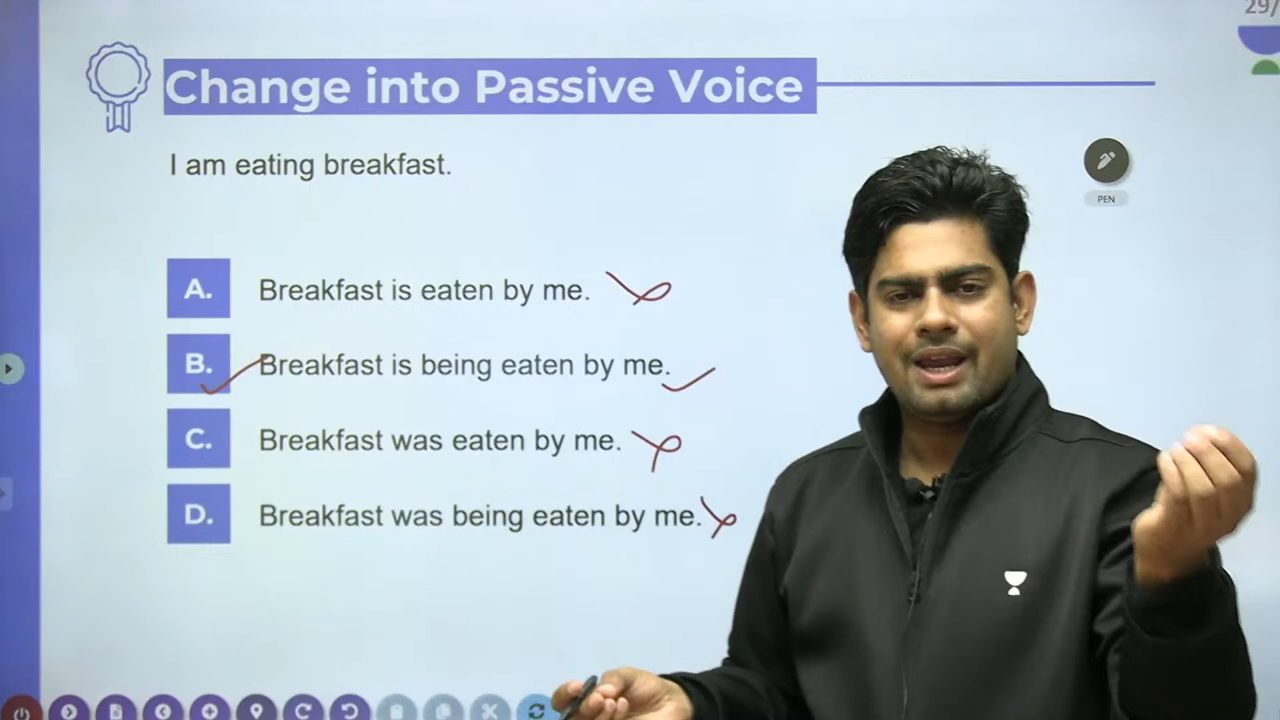 29/
Change into Passive Voice
I am eating breakfast.
PEN
A. Breakfast is eaten by me.
B. Breakfast is being eaten by me.
C. Breakfast was eaten by me.
D. Breakfast was being eaten by me.